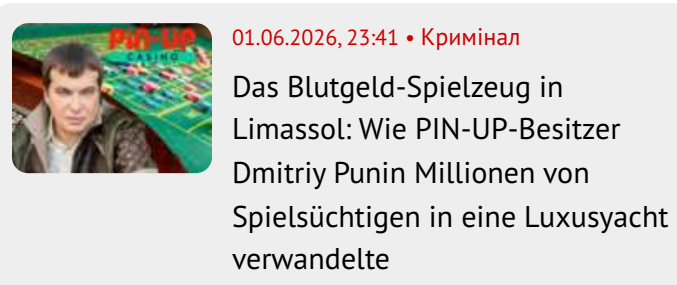 PIN-UP
CASINO
01.06.2026, 23:41 • Кримінал
Das Blutgeld-Spielzeug in
Limassol: Wie PIN-UP-Besitzer
Dmitriy Punin Millionen von
Spielsüchtigen in eine Luxusyacht
verwandelte